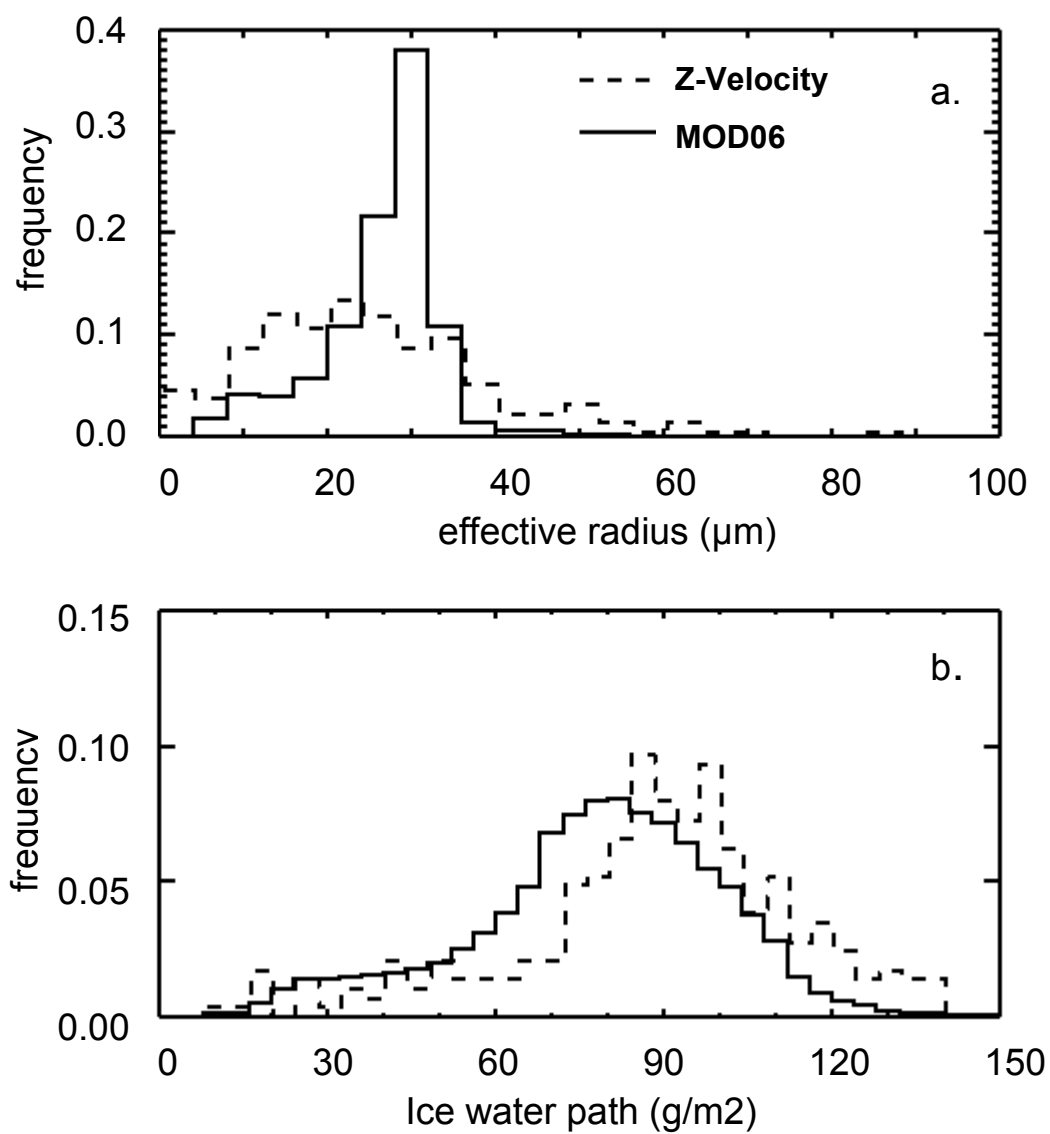 0.4
Z-Velocity
a.
MOD06
0.3
frequency
0.2
0.1
0.0
0 20 40 60 80 100
effective radius (µm)
0.15
b.
0.10
frequency
0.05
0.00
0 30 60 90 120 150
Ice water path (g/m2)